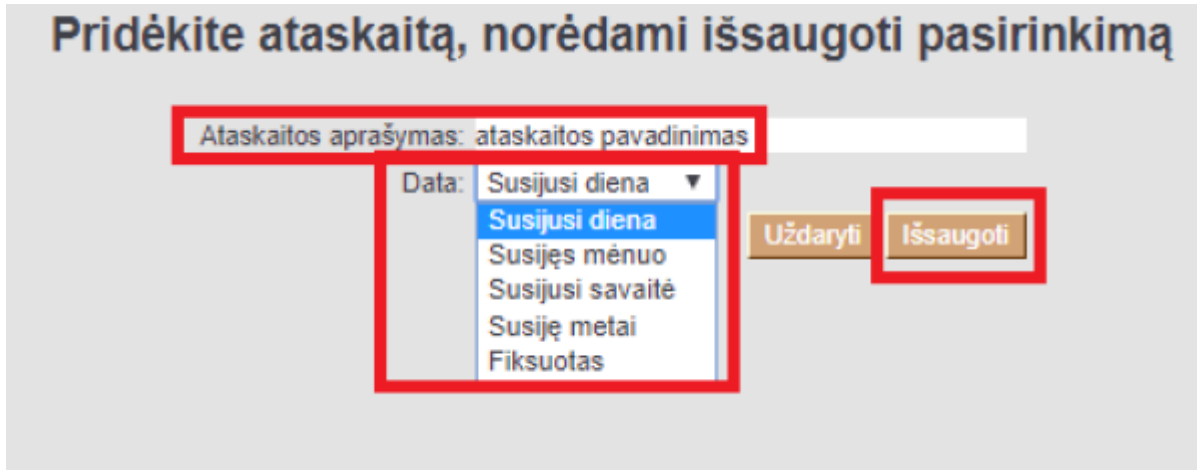 Pridėkite ataskaitą, norėdami išsaugoti pasirinkimą
Ataskaitos aprašymas: ataskaitos pavadinimas
Data: Susijusi diena ▼
Susijusi diena
Susijęs mėnuo
Susijusi savaitė
Susiję metai
Fiksuotas
Uždaryti Išsaugoti